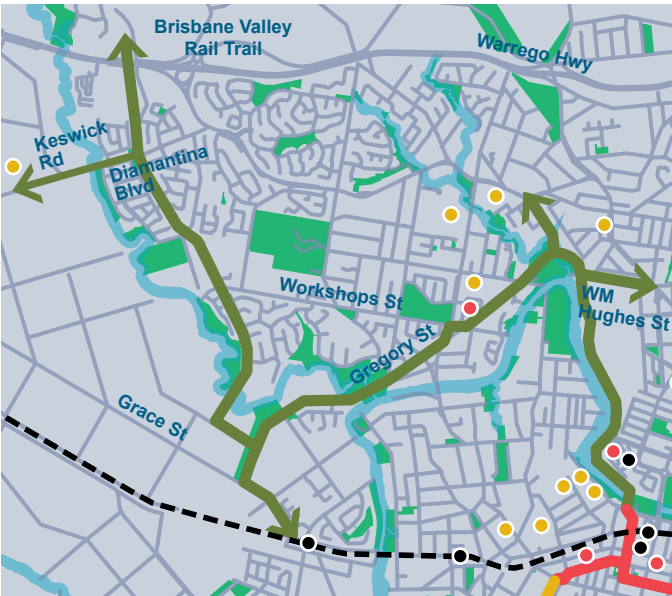 Brisbane Valley
Rail Trail
Warrego Hwy
Keswick
Rd
Diamantina
Blvd
Workshops St
WM
Hughes St
Gregory St
Grace St